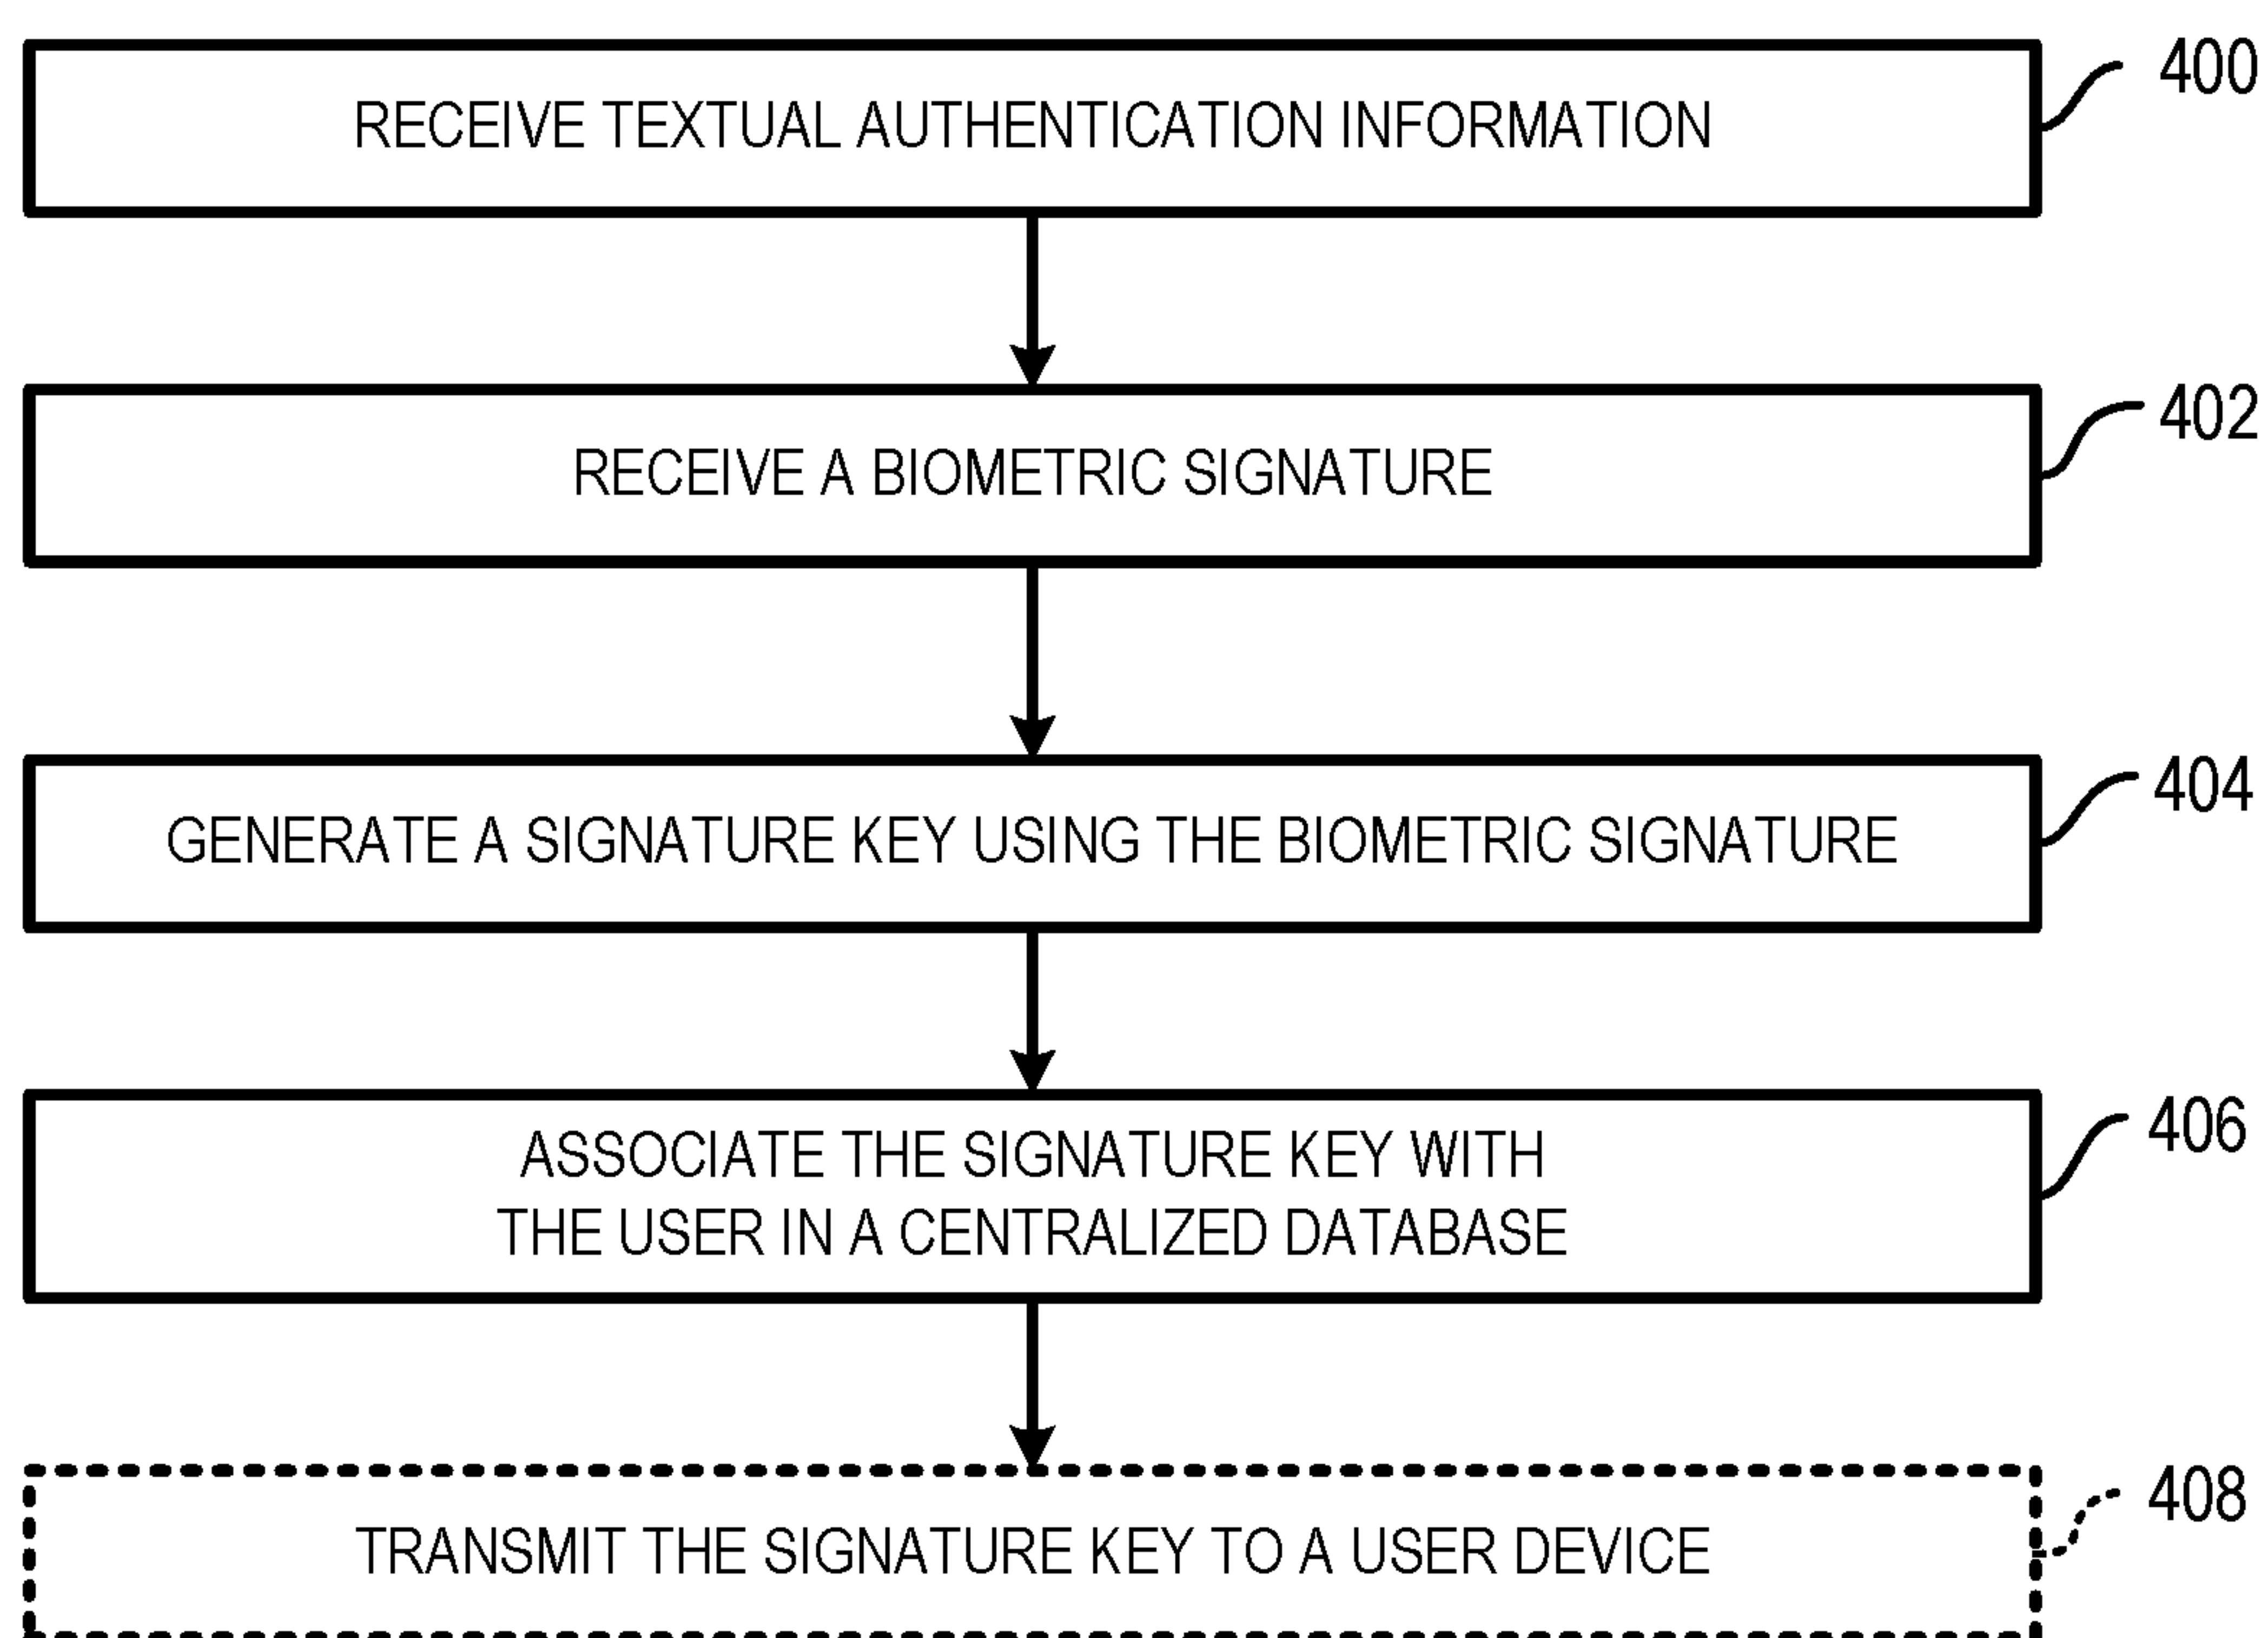 RECEIVE TEXTUAL AUTHENTICATION INFORMATION
400
RECEIVE A BIOMETRIC SIGNATURE
402
GENERATE A SIGNATURE KEY USING THE BIOMETRIC SIGNATURE
404
ASSOCIATE THE SIGNATURE KEY WITH
THE USER IN A CENTRALIZED DATABASE
406
TRANSMIT THE SIGNATURE KEY TO A USER DEVICE
408